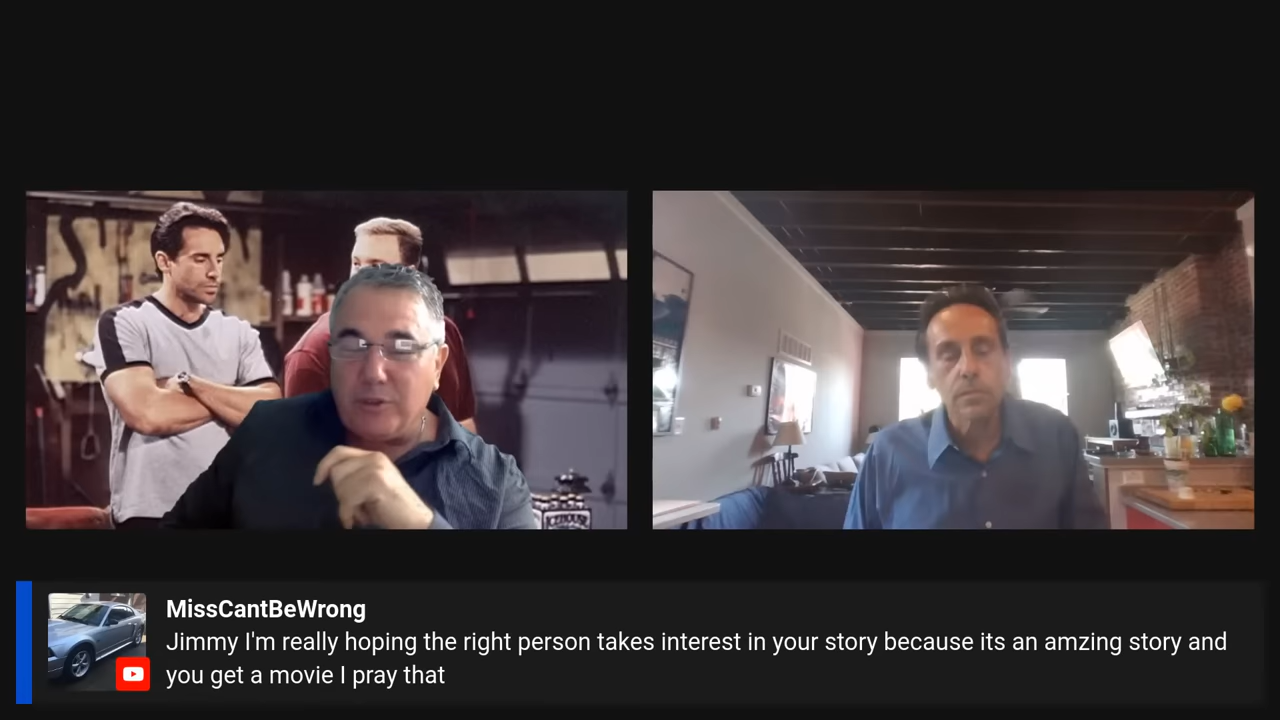 MissCantBeWrong
Jimmy I'm really hoping the right person takes interest in your story because its an amzing story and
you get a movie I pray that